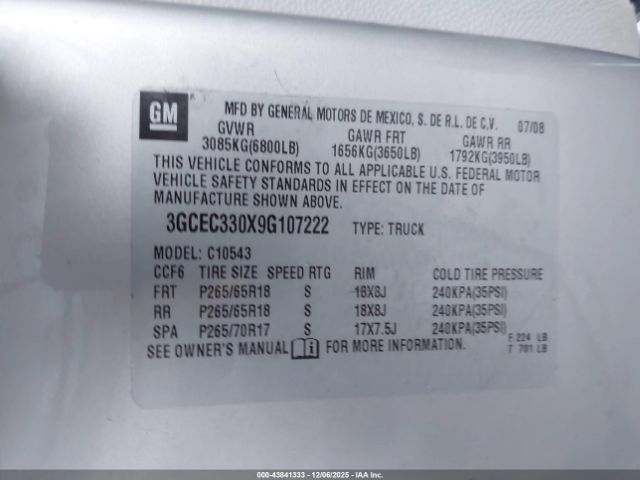 GM
MFD BY GENERAL MOTORS DE MEXICO, S. DE R.L. DE C.V. 07/08
GVWR GAWR FRT GAWR RR
3085KG(6800LB) 1656KG(3650LB) 1792KG(3950LB)
THIS VEHICLE CONFORMS TO ALL APPLICABLE U.S. FEDERAL MOTOR
VEHICLE SAFETY STANDARDS IN EFFECT ON THE DATE OF
MANUFACTURE SHOWN ABOVE.
3GCEC330X9G107222 TYPE: TRUCK
MODEL: C10543
CCF6 TIRE SIZE SPEED RTG RIM COLD TIRE PRESSURE
FRT P265/65R18 S 18X8J 240KPA(35PSI)
RR P265/65R18 S 18X8J 240KPA(35PSI)
SPA P265/70R17 S 17X7.5J 240KPA(35PSI)
SEE OWNER'S MANUAL i FOR MORE INFORMATION.
F 224 LB
T 701 LB
000-43841333 - 12/06/2025 - IAAI, Inc.